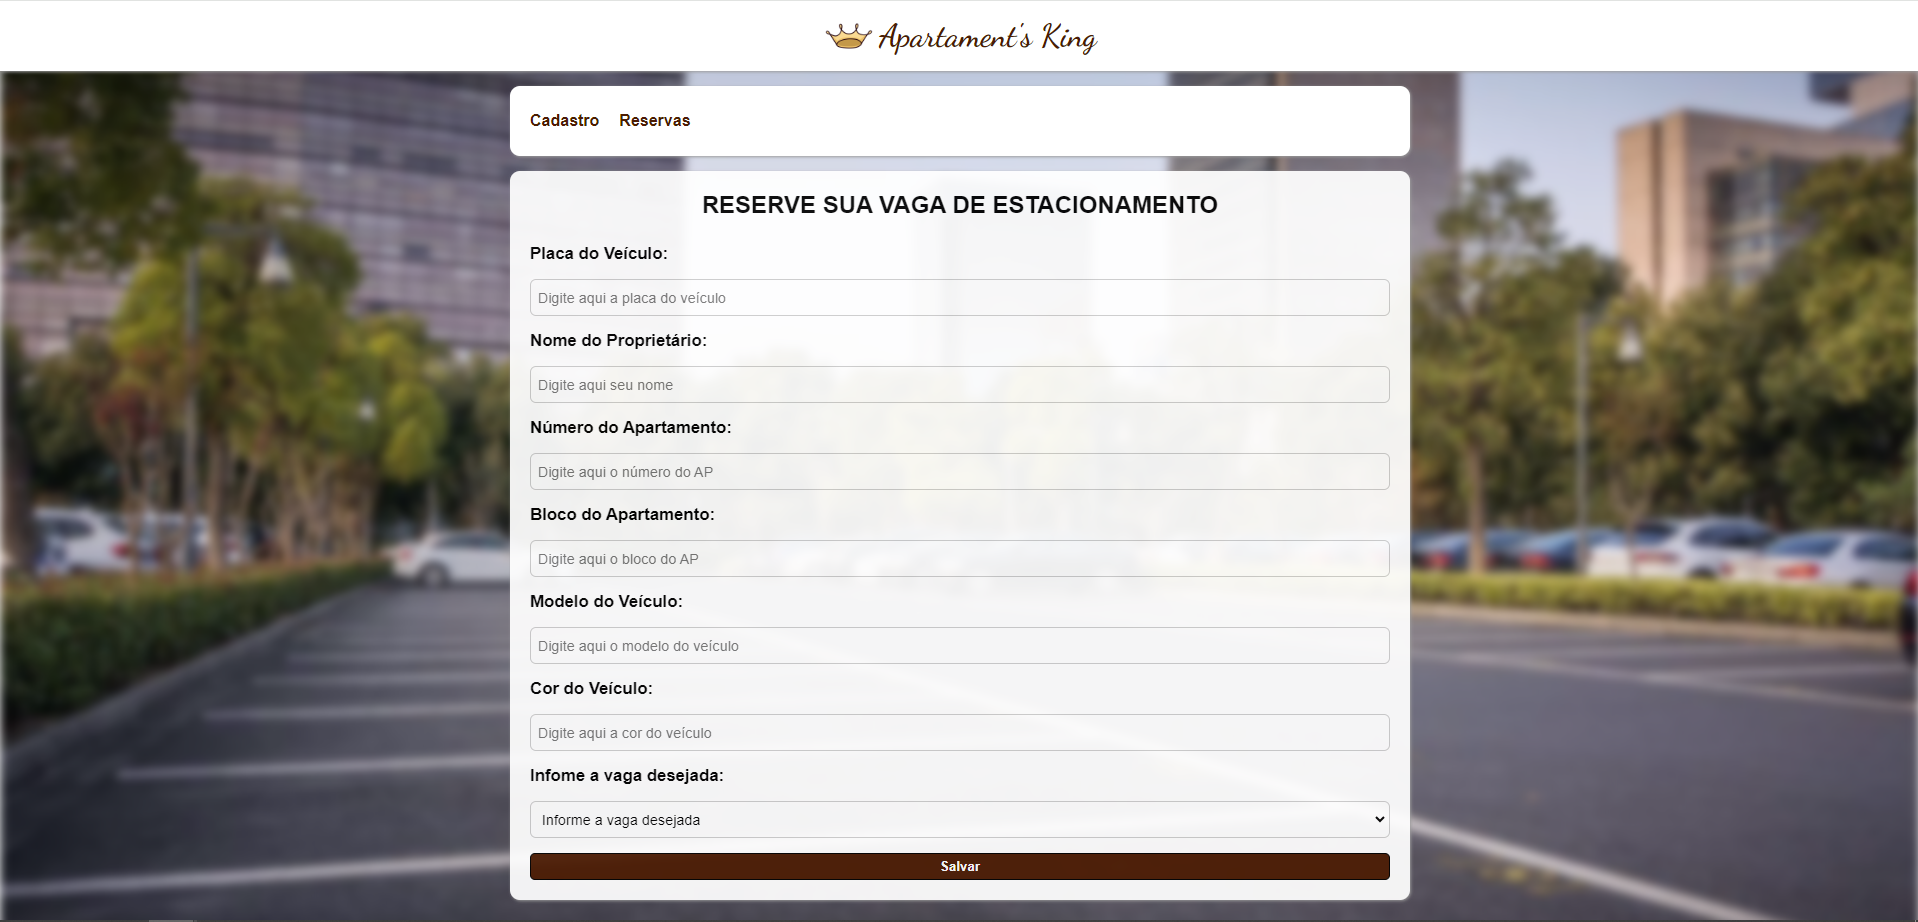 Apartament's King
Cadastro Reservas
RESERVE SUA VAGA DE ESTACIONAMENTO
Placa do Veículo:
Digite aqui a placa do veículo
Nome do Proprietário:
Digite aqui seu nome
Número do Apartamento:
Digite aqui o número do AP
Bloco do Apartamento:
Digite aqui o bloco do AP
Modelo do Veículo:
Digite aqui o modelo do veículo
Cor do Veículo:
Digite aqui a cor do veículo
Infome a vaga desejada:
Informe a vaga desejada
Salvar